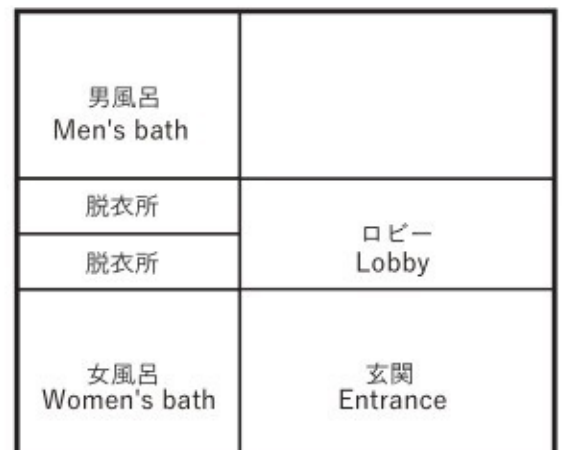 男風呂
Men's bath
脱衣所
脱衣所
ロビー
Lobby
女風呂
Women's bath
玄関
Entrance